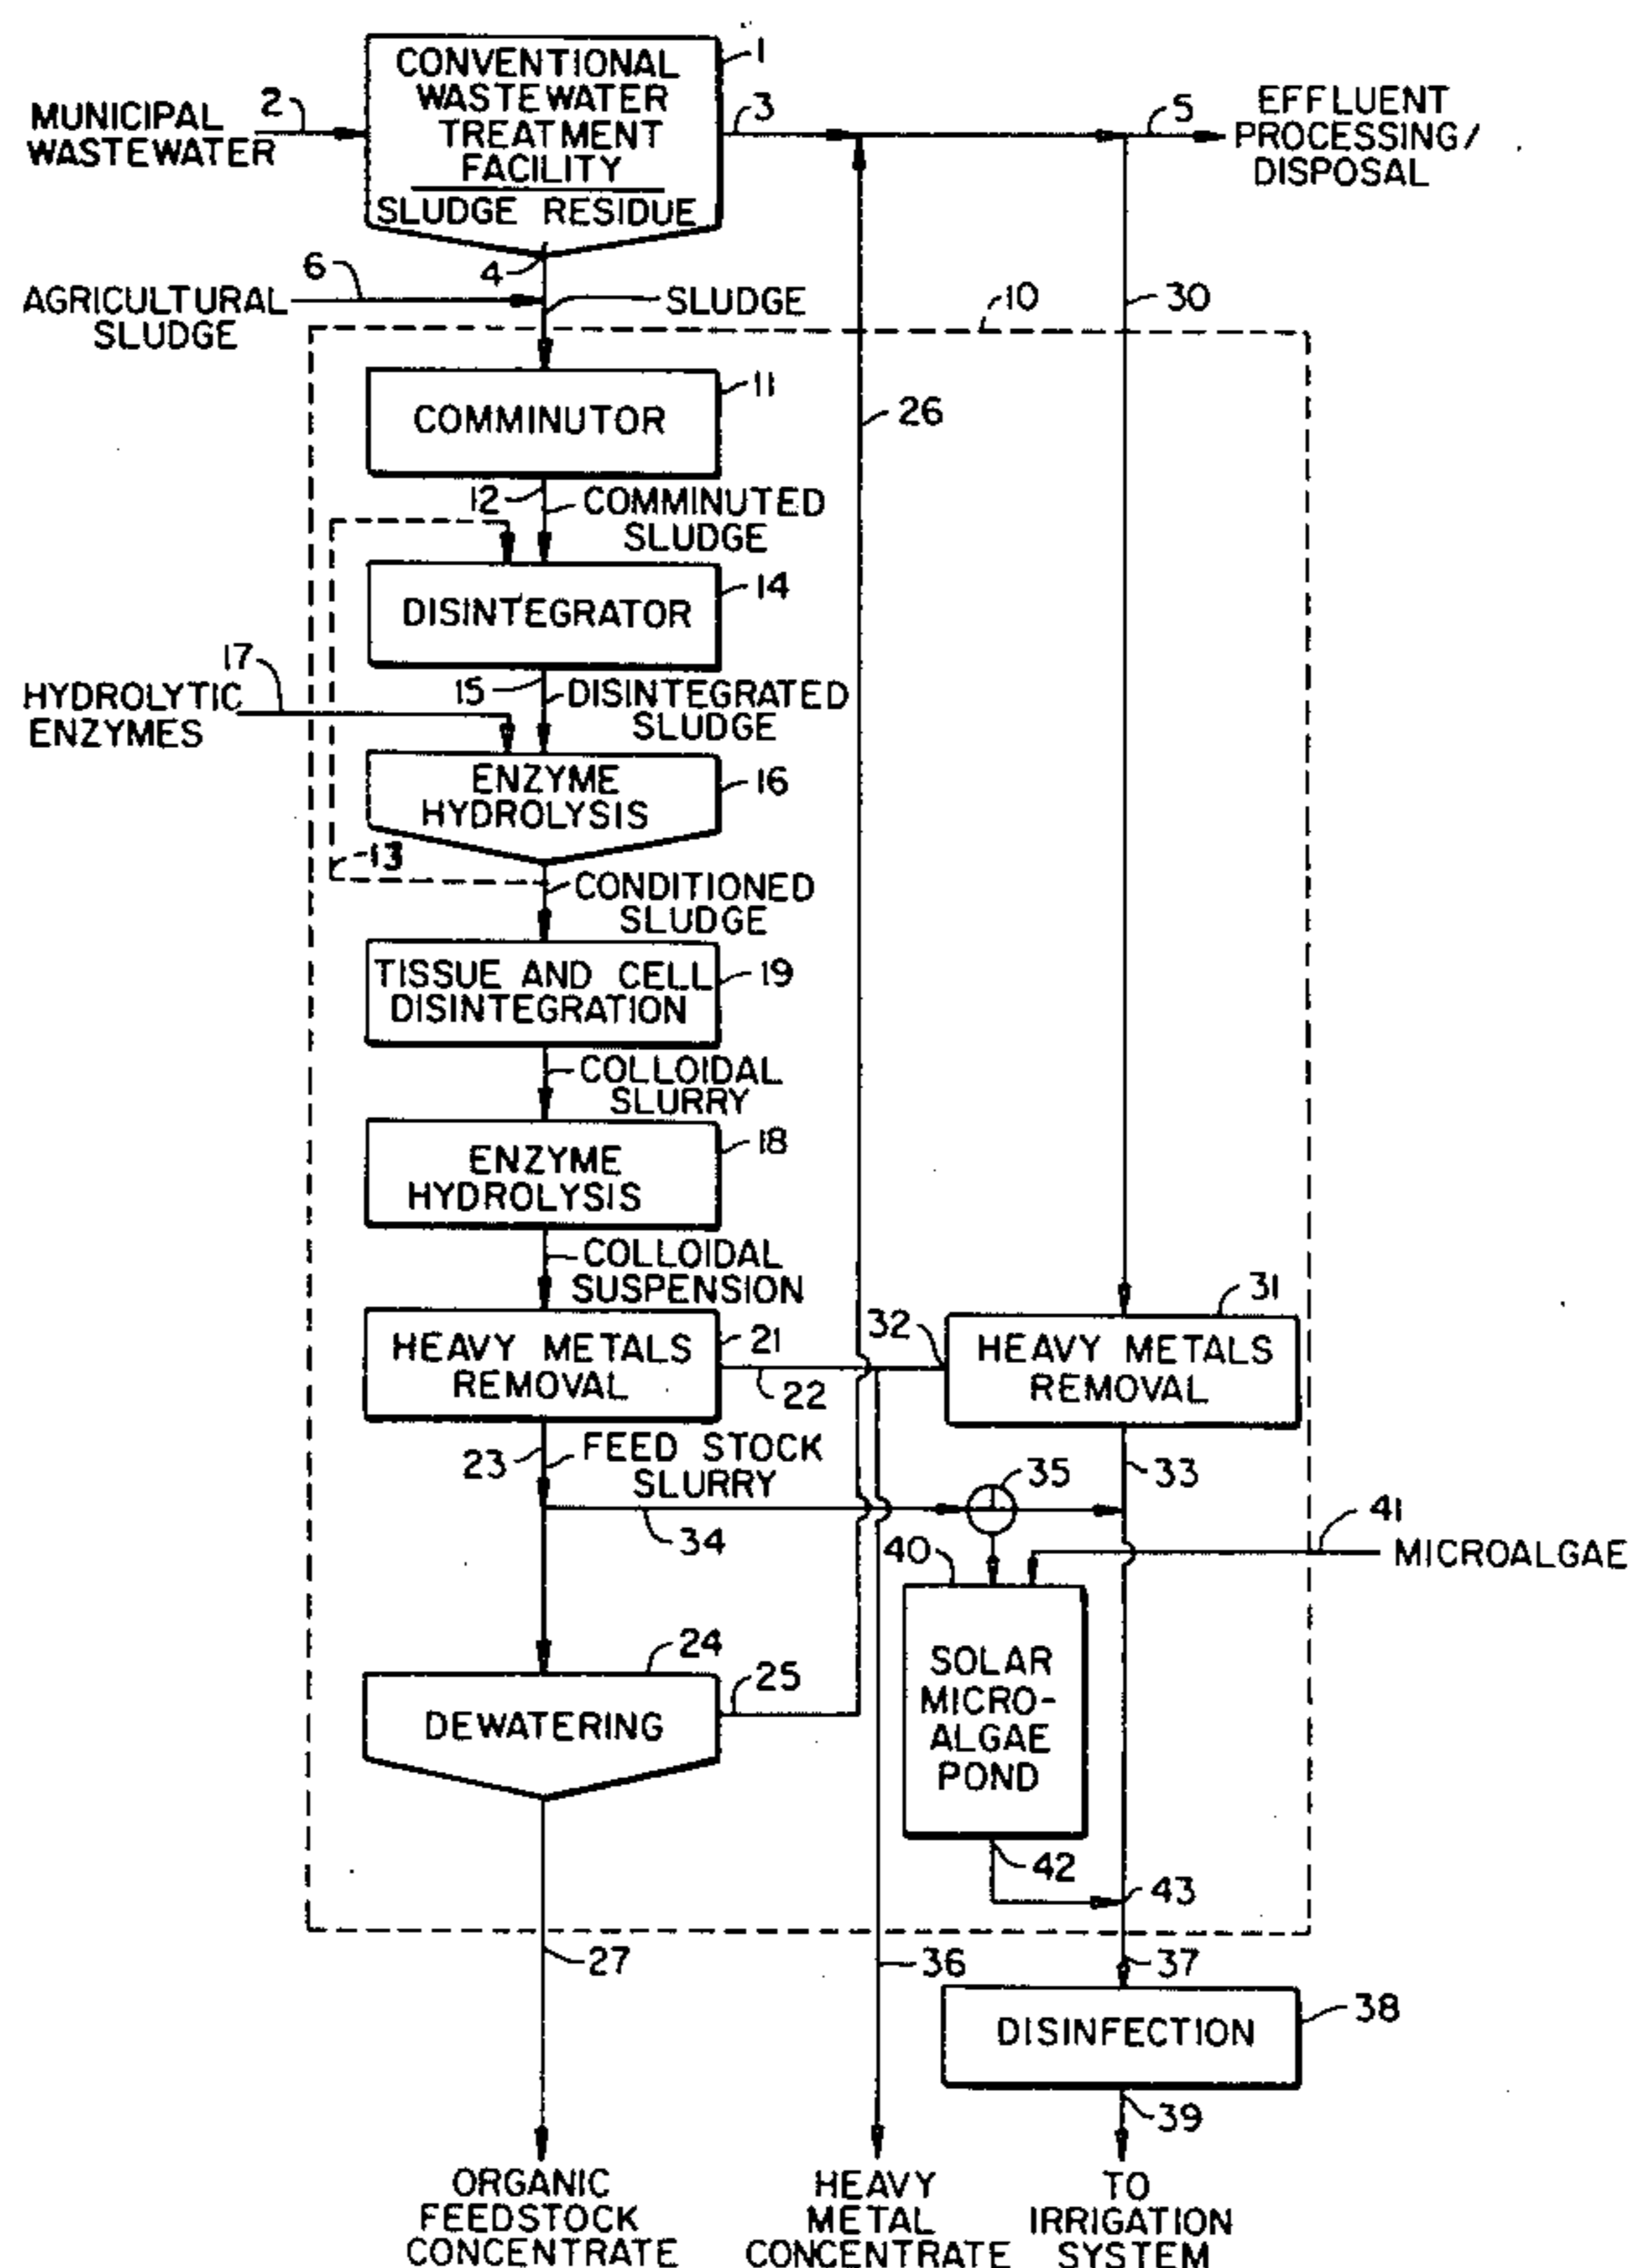 CONVENTIONAL
WASTEWATER
TREATMENT
FACILITY
SLUDGE RESIDUE
1
MUNICIPAL
WASTEWATER
2
3
5
EFFLUENT
PROCESSING/
DISPOSAL
4
6
AGRICULTURAL
SLUDGE
SLUDGE
10
30
COMMINUTOR
11
26
12
COMMINUTED
SLUDGE
DISINTEGRATOR
14
17
HYDROLYTIC
ENZYMES
15
DISINTEGRATED
SLUDGE
ENZYME
HYDROLYSIS
16
13
CONDITIONED
SLUDGE
TISSUE AND CELL
DISINTEGRATION
19
COLLOIDAL
SLURRY
ENZYME
HYDROLYSIS
18
COLLOIDAL
SUSPENSION
HEAVY METALS
REMOVAL
21
22
32
HEAVY METALS
REMOVAL
31
23
FEED STOCK
SLURRY
35
33
34
40
41
MICROALGAE
24
DEWATERING
25
SOLAR
MICRO-
ALGAE
POND
42
43
27
36
37
DISINFECTION
38
39
ORGANIC
FEEDSTOCK
CONCENTRATE
HEAVY
METAL
CONCENTRATE
TO
IRRIGATION
SYSTEM